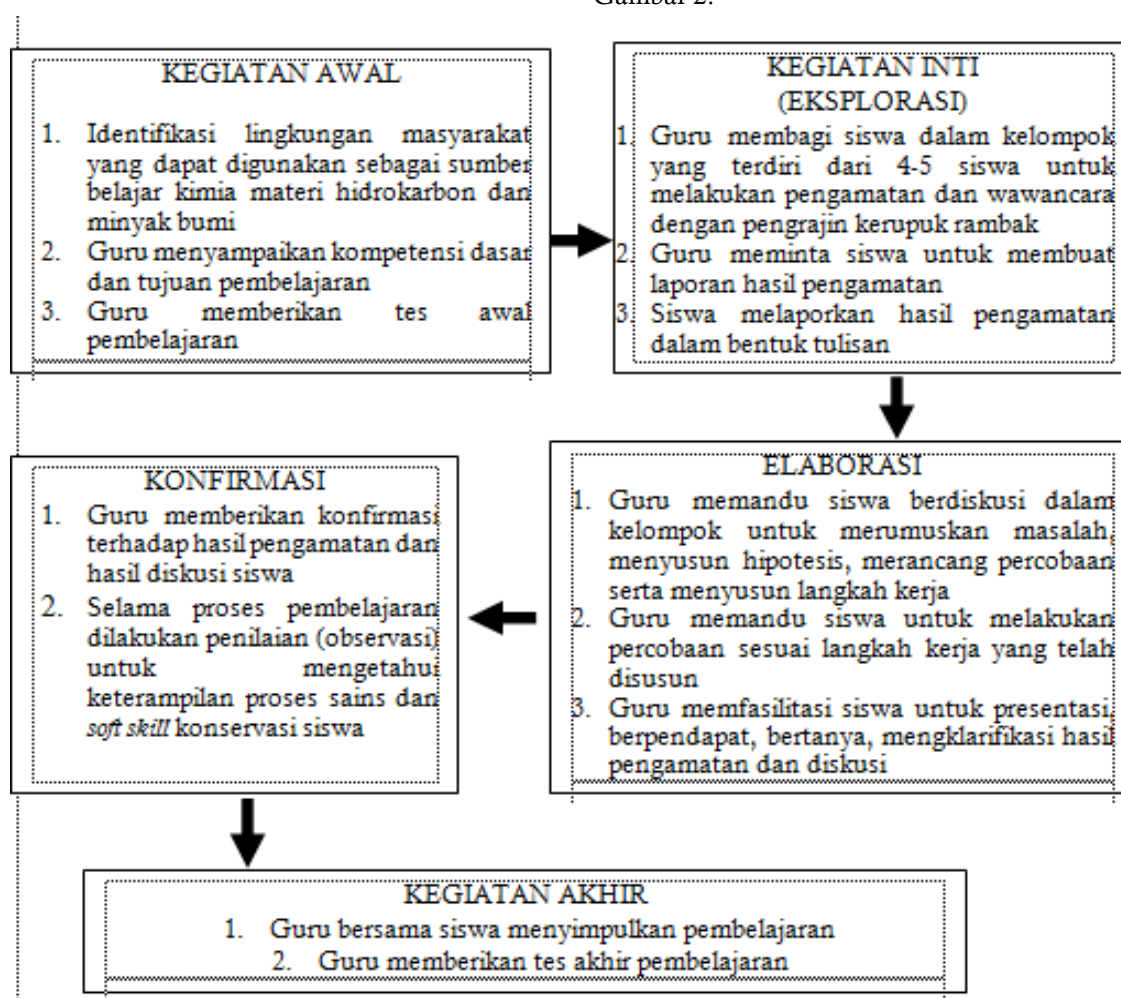 Gambar 2.
KEGIATAN AWAL
1. Identifikasi lingkungan masyarakat
yang dapat digunakan sebagai sumber
belajar kimia materi hidrokarbon dan
minyak bumi
2. Guru menyampaikan kompetensi dasar
dan tujuan pembelajaran
3. Guru memberikan tes awal
pembelajaran
KEGIATAN INTI
(EKSPLORASI)
1. Guru membagi siswa dalam kelompok
yang terdiri dari 4-5 siswa untuk
melakukan pengamatan dan wawancara
dengan pengrajin kerupuk rambak
2. Guru meminta siswa untuk membuat
laporan hasil pengamatan
3. Siswa melaporkan hasil pengamatan
dalam bentuk tulisan
ELABORASI
1. Guru memandu siswa berdiskusi dalam
kelompok untuk merumuskan masalah,
menyusun hipotesis, merancang percobaan
serta menyusun langkah kerja
2. Guru memandu siswa untuk melakukan
percobaan sesuai langkah kerja yang telah
disusun
3. Guru memfasilitasi siswa untuk presentasi,
berpendapat, bertanya, mengklarifikasi hasil
pengamatan dan diskusi
KONFIRMASI
1. Guru memberikan konfirmasi
terhadap hasil pengamatan dan
hasil diskusi siswa
2. Selama proses pembelajaran
dilakukan penilaian (observasi)
untuk mengetahui
keterampilan proses sains dan
soft skill konservasi siswa
KEGIATAN AKHIR
1. Guru bersama siswa menyimpulkan pembelajaran
2. Guru memberikan tes akhir pembelajaran